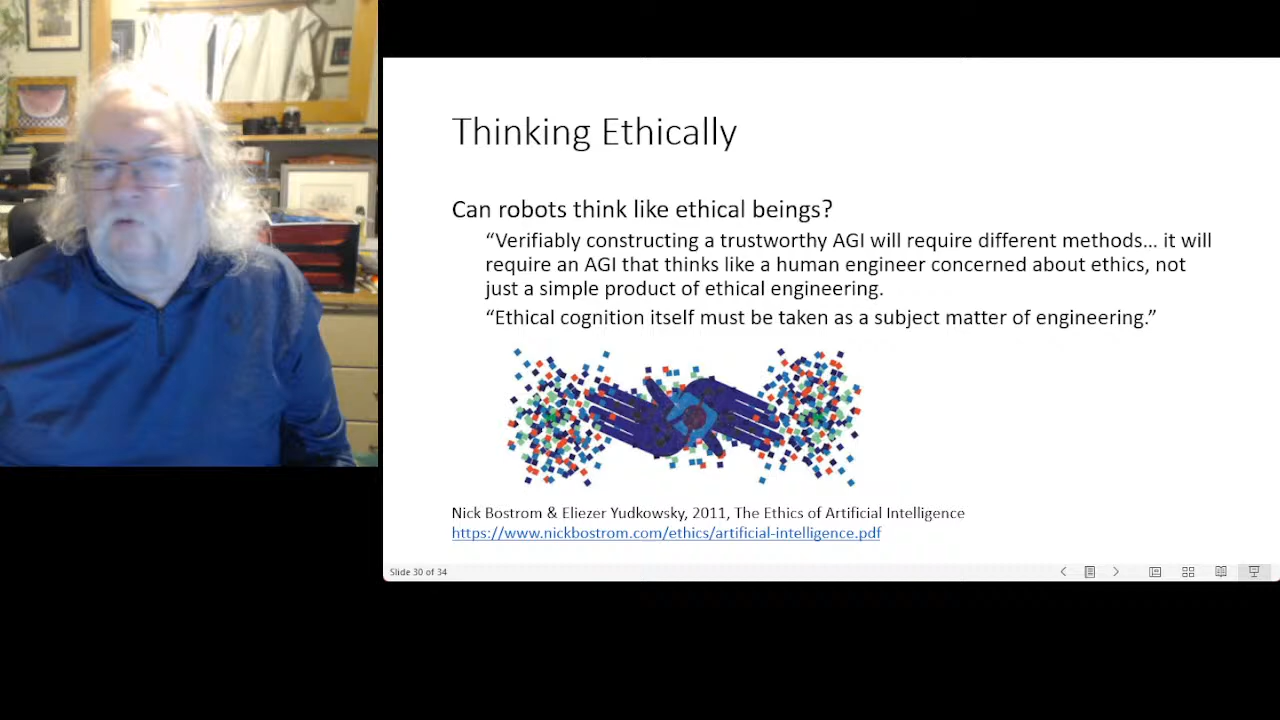 Thinking Ethically
Can robots think like ethical beings?
“Verifiably constructing a trustworthy AGI will require different methods... it will
require an AGI that thinks like a human engineer concerned about ethics, not
just a simple product of ethical engineering.
“Ethical cognition itself must be taken as a subject matter of engineering.”
Nick Bostrom & Eliezer Yudkowsky, 2011, The Ethics of Artificial Intelligence
https://www.nickbostrom.com/ethics/artificial-intelligence.pdf
Slide 30 of 34